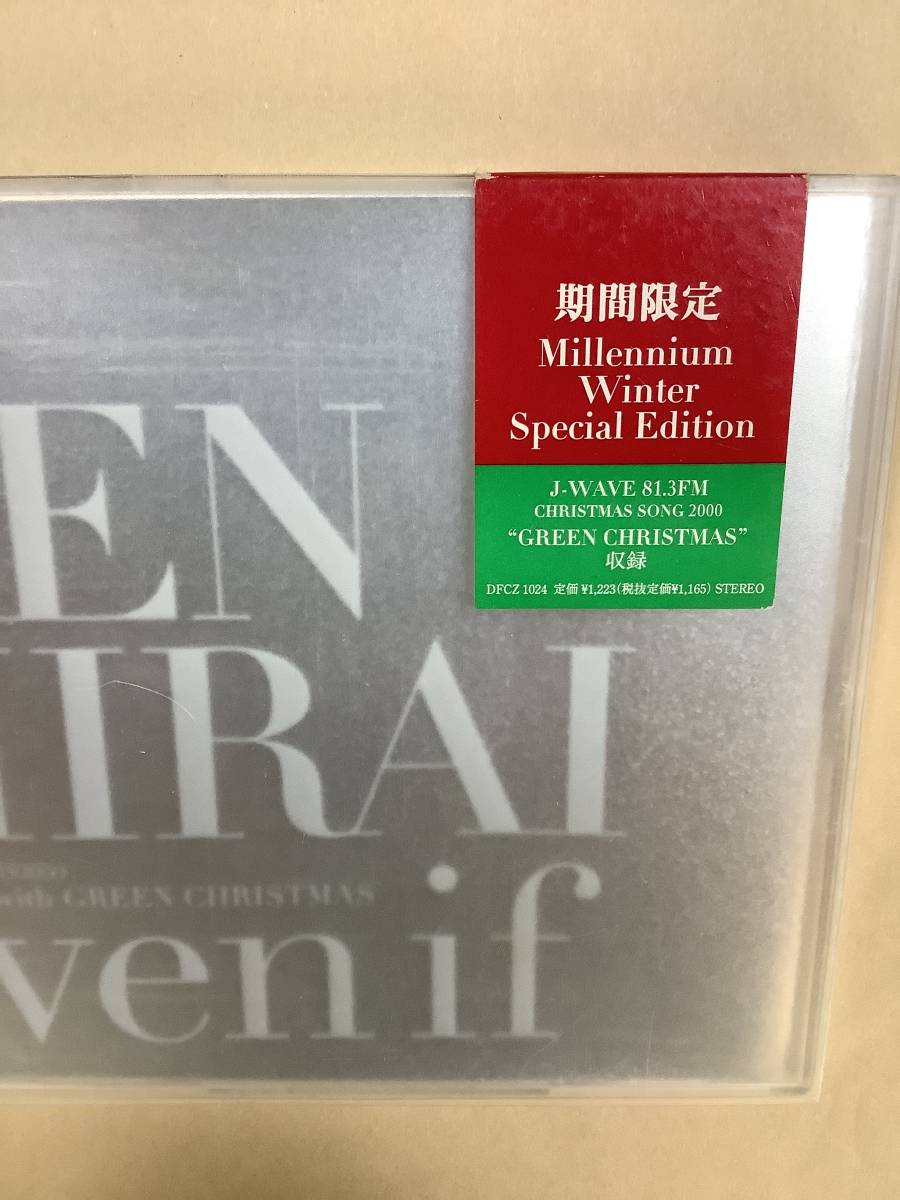 期間限定
Millennium
Winter
Special Edition
J-WAVE 81.3FM
CHRISTMAS SONG 2000
“GREEN CHRISTMAS”
収録
DFCZ 1024 定価 ¥1,223(税抜定価¥1,165) STEREO
EN
HIRAI
with GREEN CHRISTMAS
ven if